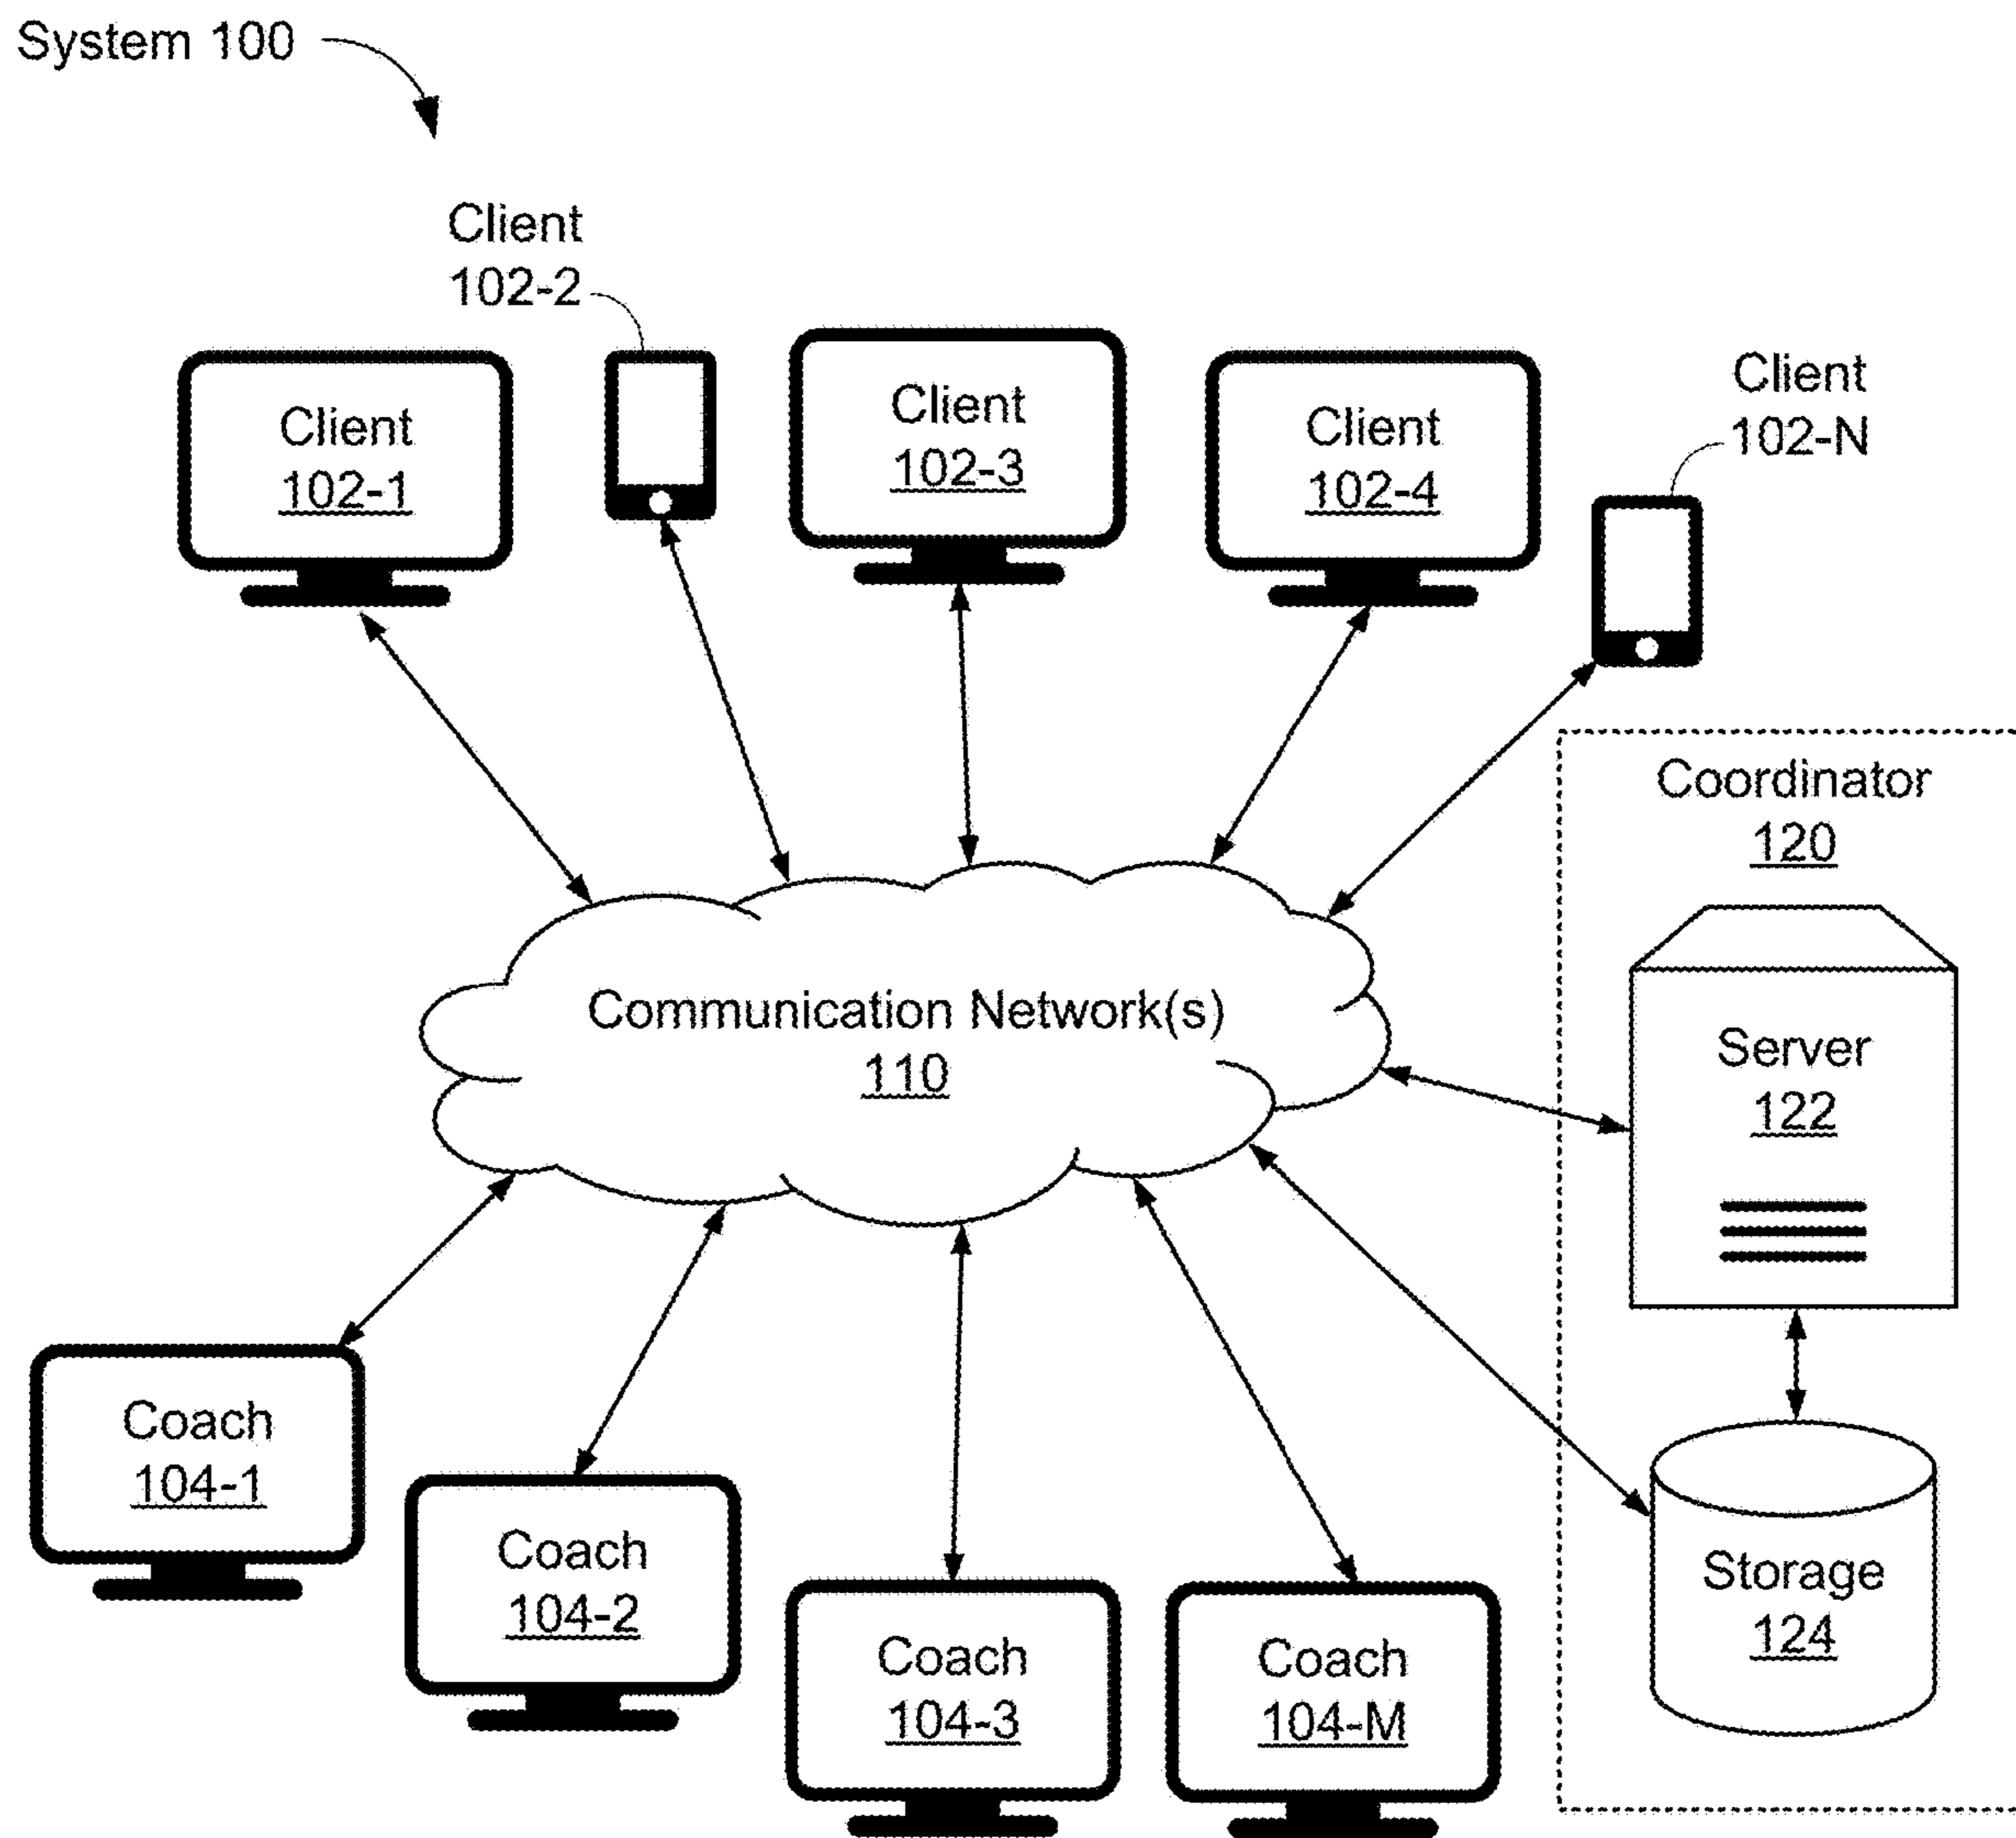 System 100
Client
102-2
Client
102-1
Client
102-3
Client
102-4
Client
102-N
Coordinator
120
Communication Network(s)
110
Server
122
Coach
104-1
Coach
104-2
Coach
104-3
Coach
104-M
Storage
124